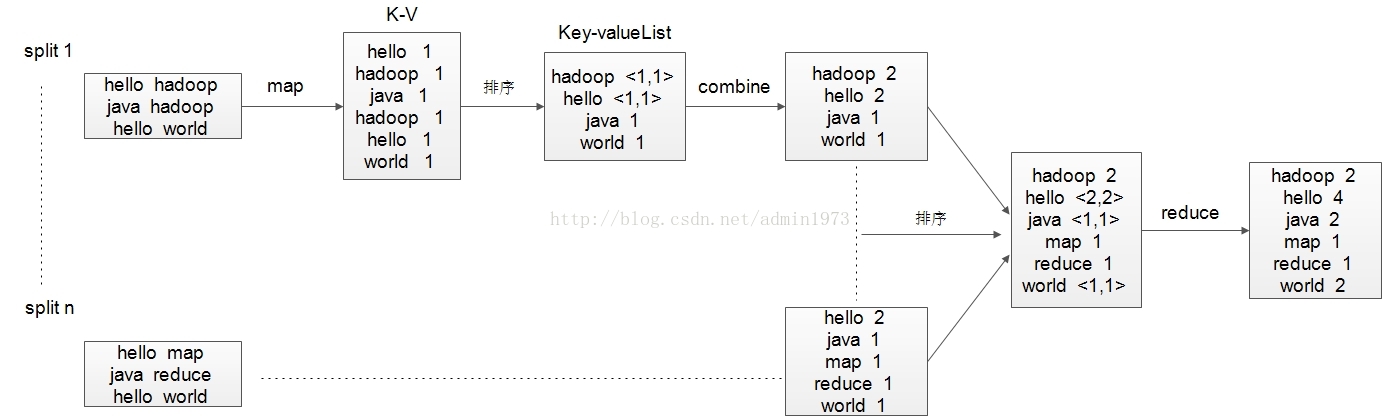 K-V
split 1
Key-valueList
hello hadoop
java hadoop
hello world
map
hello 1
hadoop 1
java 1
hadoop 1
hello 1
world 1
排序
hadoop <1,1>
hello <1,1>
java 1
world 1
combine
hadoop 2
hello 2
java 1
world 1
http://blog.csdn.net/admin1973
排序
hadoop 2
hello <2,2>
java <1,1>
map 1
reduce 1
world <1,1>
reduce
hadoop 2
hello 4
java 2
map 1
reduce 1
world 2
split n
hello map
java reduce
hello world
hello 2
java 1
map 1
reduce 1
world 1